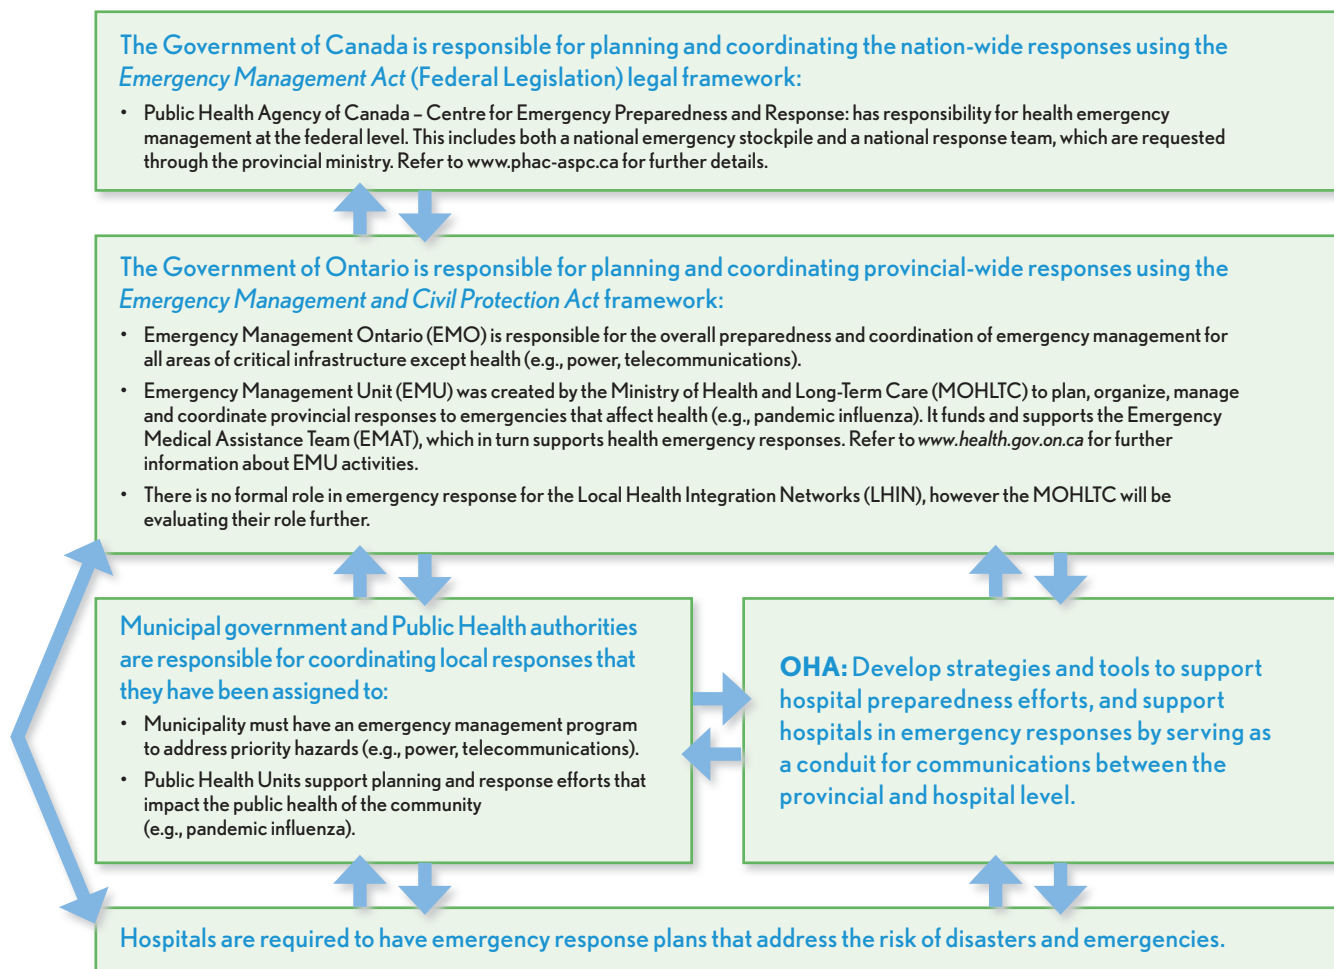 The Government of Canada is responsible for planning and coordinating the nation-wide responses using the
Emergency Management Act (Federal Legislation) legal framework:
• Public Health Agency of Canada – Centre for Emergency Preparedness and Response: has responsibility for health emergency
management at the federal level. This includes both a national emergency stockpile and a national response team, which are requested
through the provincial ministry. Refer to www.phac-aspc.ca for further details.
The Government of Ontario is responsible for planning and coordinating provincial-wide responses using the
Emergency Management and Civil Protection Act framework:
• Emergency Management Ontario (EMO) is responsible for the overall preparedness and coordination of emergency management for
all areas of critical infrastructure except health (e.g., power, telecommunications).
• Emergency Management Unit (EMU) was created by the Ministry of Health and Long-Term Care (MOHLTC) to plan, organize, manage
and coordinate provincial responses to emergencies that affect health (e.g., pandemic influenza). It funds and supports the Emergency
Medical Assistance Team (EMAT), which in turn supports health emergency responses. Refer to www.health.gov.on.ca for further
information about EMU activities.
• There is no formal role in emergency response for the Local Health Integration Networks (LHIN), however the MOHLTC will be
evaluating their role further.
Municipal government and Public Health authorities
are responsible for coordinating local responses that
they have been assigned to:
• Municipality must have an emergency management program
to address priority hazards (e.g., power, telecommunications).
• Public Health Units support planning and response efforts that
impact the public health of the community
(e.g., pandemic influenza).
OHA: Develop strategies and tools to support
hospital preparedness efforts, and support
hospitals in emergency responses by serving as
a conduit for communications between the
provincial and hospital level.
Hospitals are required to have emergency response plans that address the risk of disasters and emergencies.